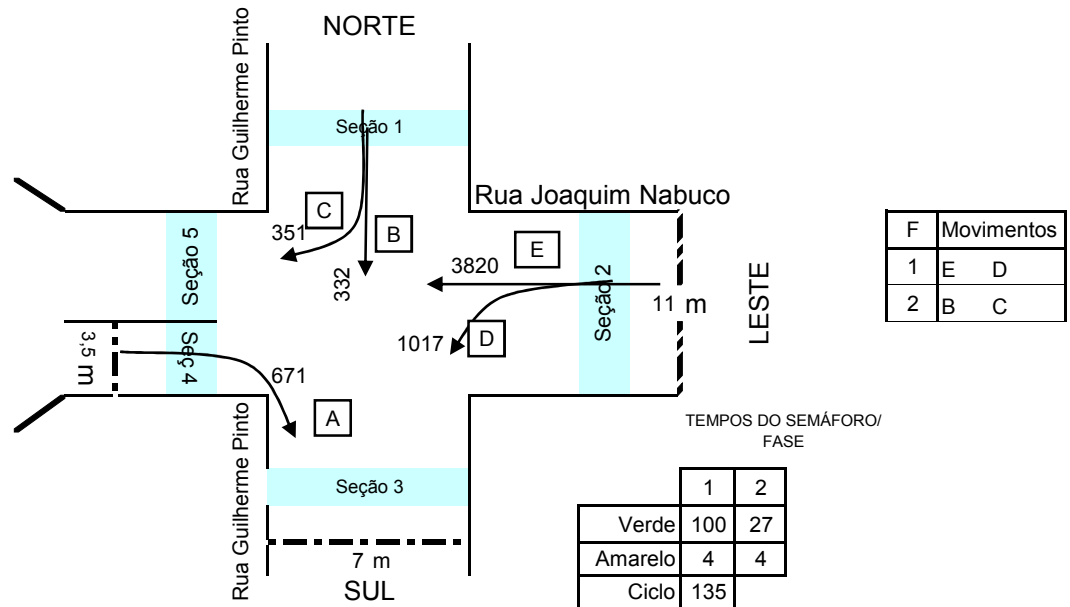 NORTE
Rua Guilherme Pinto
Seção 1
Rua Joaquim Nabuco
C
351
B
332
E
3820
Seção 2
11 m
LESTE
D
1017
Seção 5
Seç 4
3,5 m
671
A
Rua Guilherme Pinto
Seção 3
7 m
SUL
F Movimentos
1 E D
2 B C
TEMPOS DO SEMÁFORO/
FASE
1 2
Verde 100 27
Amarelo 4 4
Ciclo 135